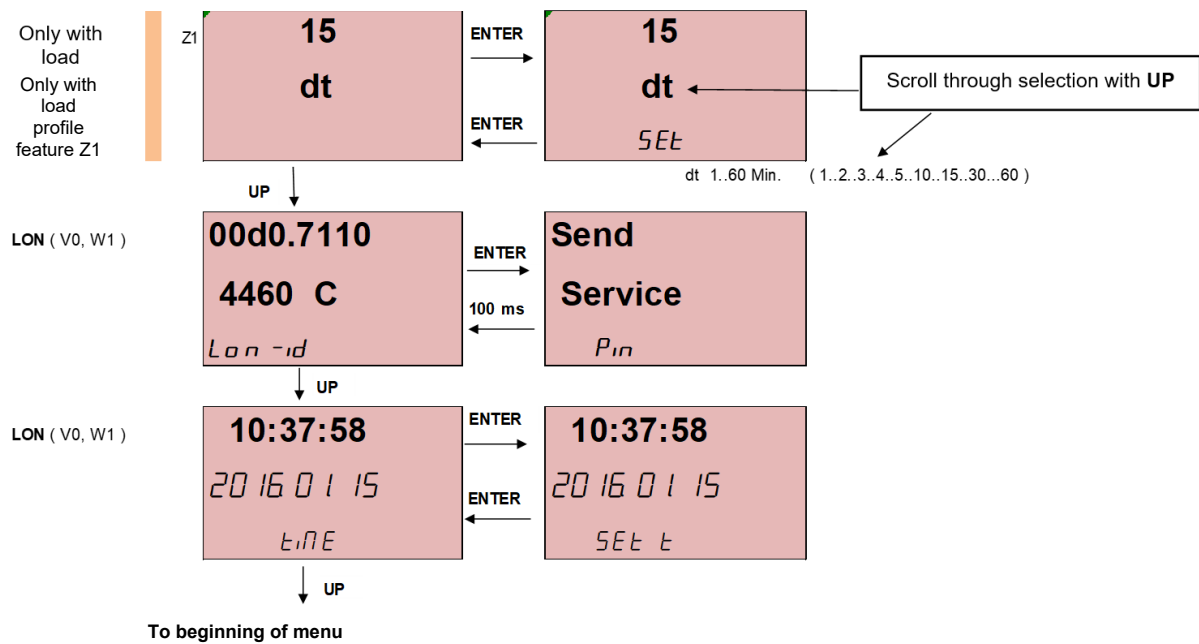 Only with
load
Only with
load
profile
feature Z1
Z1
15
dt
ENTER
ENTER
15
dt
SEt
Scroll through selection with UP
dt 1..60 Min. ( 1..2..3..4..5..10..15..30...60 )
UP
LON ( V0, W1 )
00d0.7110
4460 C
Lon -id
ENTER
100 ms
Send
Service
Pin
UP
LON ( V0, W1 )
10:37:58
2016.01 15
tiME
ENTER
ENTER
10:37:58
2016.01 15
SEt t
UP
To beginning of menu